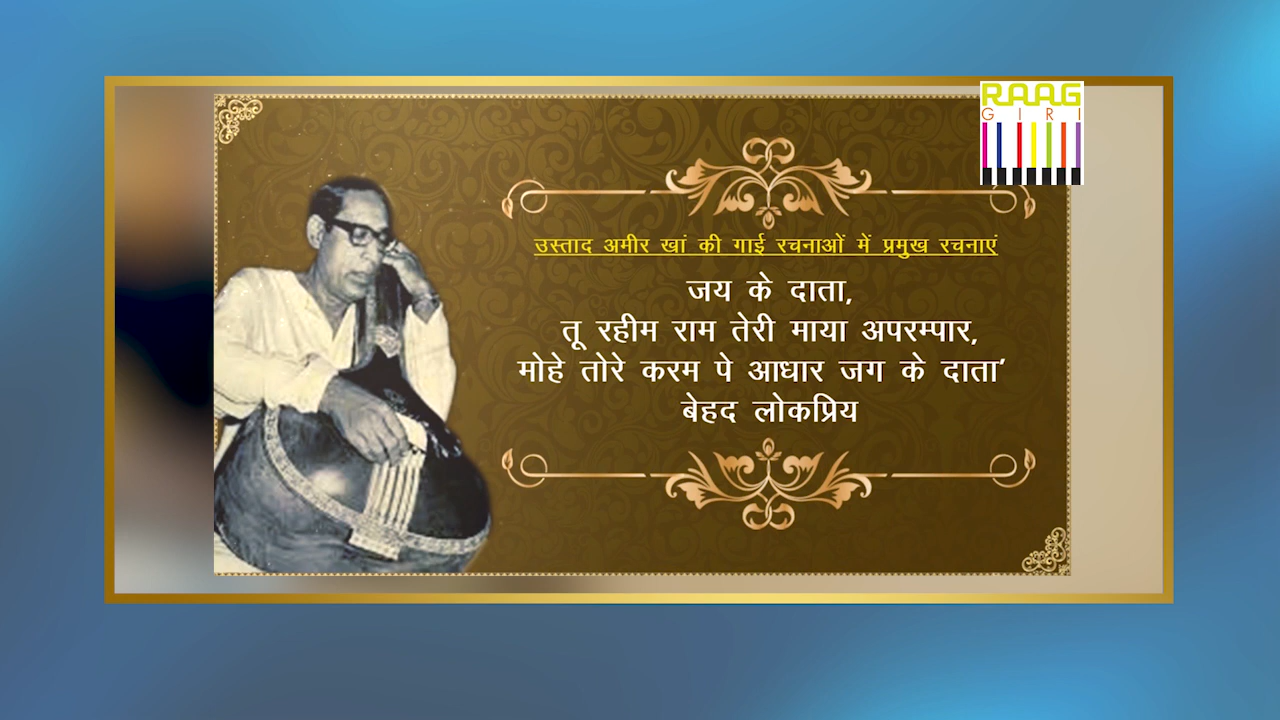 RAAG
GIRI
उस्ताद अमीर खां की गाई रचनाओं में प्रमुख रचनाएं
जय के दाता,
तू रहीम राम तेरी माया अपरम्पार,
मोहे तोरे करम पे आधार जग के दाता’
बेहद लोकप्रिय